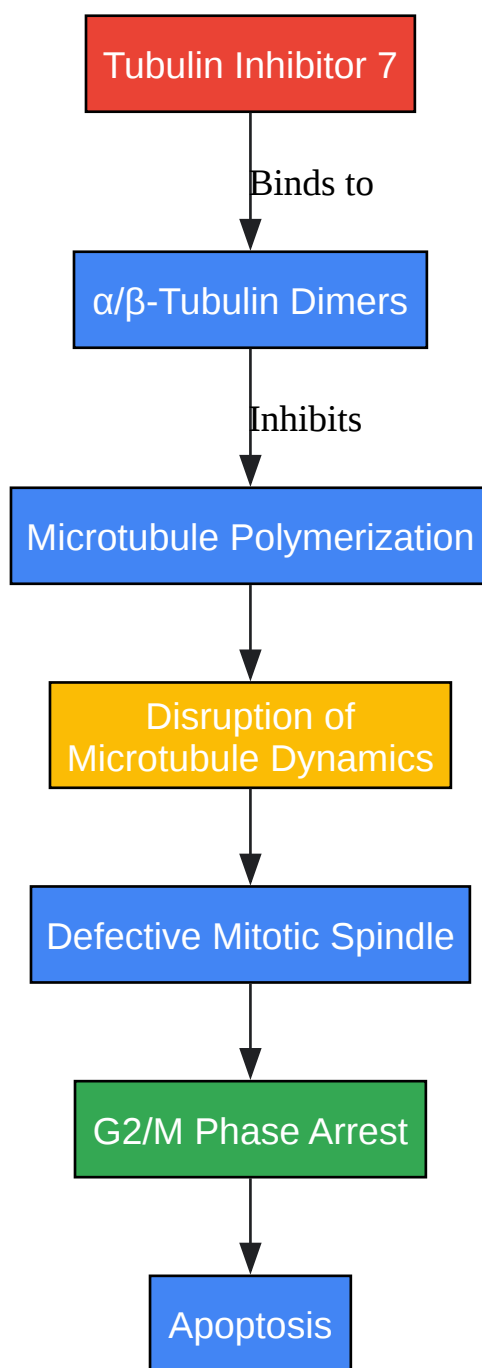 Tubulin Inhibitor 7
Binds to
α/β-Tubulin Dimers
Inhibits
Microtubule Polymerization
Disruption of
Microtubule Dynamics
Defective Mitotic Spindle
G2/M Phase Arrest
Apoptosis